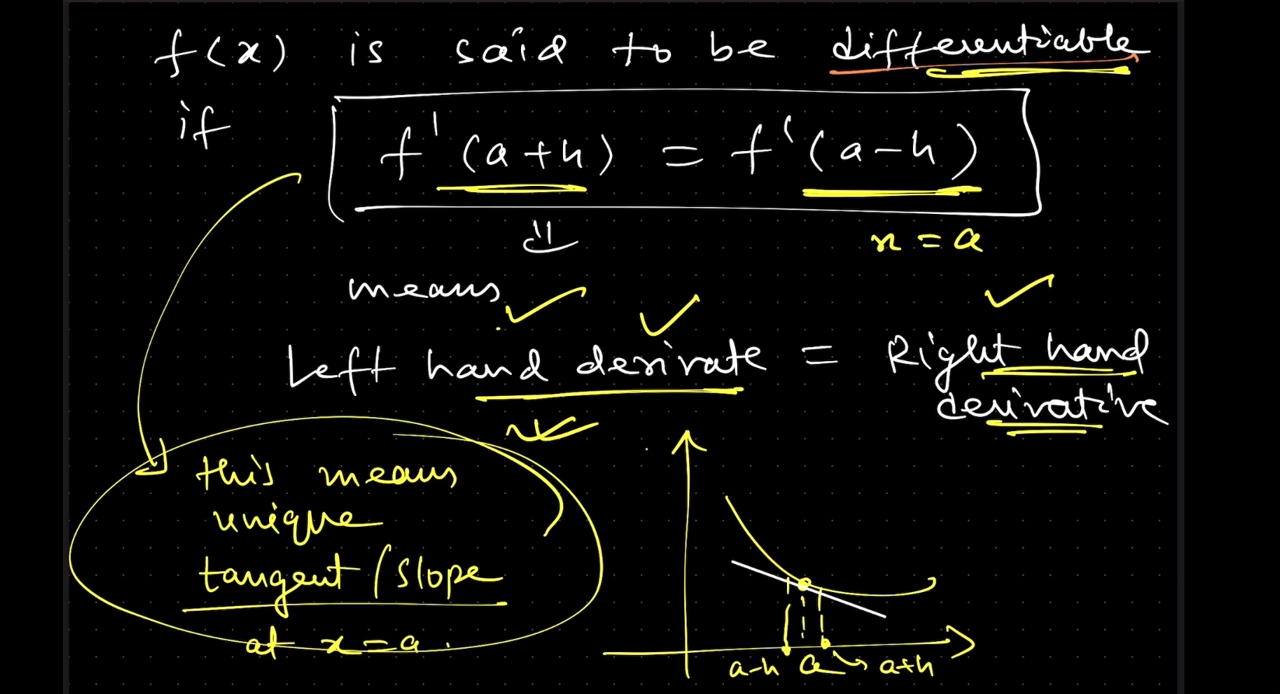 f(x) is said to be differentiable
if
f'(a+h) = f'(a-h)
x = a
means
Left hand derivate = Right hand
derivative
this means
unique
tangent/slope
at x=a.
a-h a a+h